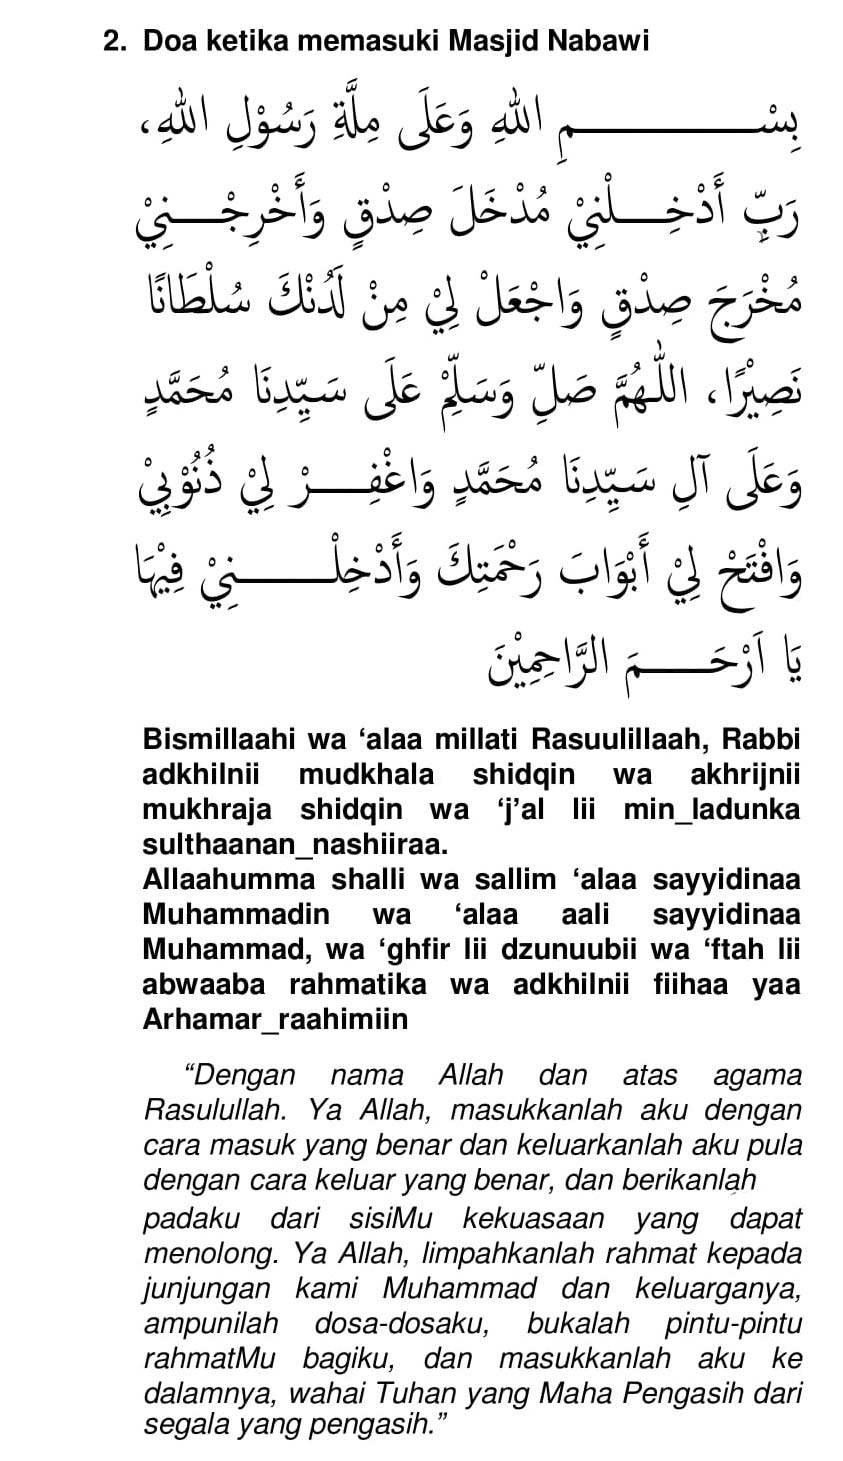 2. Doa ketika memasuki Masjid Nabawi
بِسْــــــــــــمِ اللهِ وَعَلَى مِلَّةِ رَسُوْلِ اللهِ،
رَبِّ أَدْخِـــلْنِيْ مُدْخَلَ صِدْقٍ وَأَخْرِجْـــنِيْ
مُخْرَجَ صِدْقٍ وَاجْعَلْ لِيْ مِنْ لَّدُنْكَ سُلْطَانًا
نَصِيْرًا، اللّٰهُمَّ صَلِّ وَسَلِّمْ عَلَى سَيِّدِنَا مُحَمَّدٍ
وَعَلَى آلِ سَيِّدِنَا مُحَمَّدٍ وَاغْفِـــرْ لِيْ ذُنُوْبِيْ
وَافْتَحْ لِيْ أَبْوَابَ رَحْمَتِكَ وَأَدْخِلْـــــنِيْ فِيْهَا
يَا أَرْحَـــــمَ الرَّاحِمِيْنَ
Bismillaahi wa ‘alaa millati Rasuulillaah, Rabbi
adkhilnii mudkhala shidqin wa akhrijnii
mukhraja shidqin wa ‘j’al lii min_ladunka
sulthaanan_nashiiraa.
Allaahumma shalli wa sallim ‘alaa sayyidinaa
Muhammadin wa ‘alaa aali sayyidinaa
Muhammad, wa ‘ghfir lii dzunuubii wa ‘ftah lii
abwaaba rahmatika wa adkhilnii fiihaa yaa
Arhamar_raahimiin
“Dengan nama Allah dan atas agama
Rasulullah. Ya Allah, masukkanlah aku dengan
cara masuk yang benar dan keluarkanlah aku pula
dengan cara keluar yang benar, dan berikanlah
padaku dari sisiMu kekuasaan yang dapat
menolong. Ya Allah, limpahkanlah rahmat kepada
junjungan kami Muhammad dan keluarganya,
ampunilah dosa-dosaku, bukalah pintu-pintu
rahmatMu bagiku, dan masukkanlah aku ke
dalamnya, wahai Tuhan yang Maha Pengasih dari
segala yang pengasih.”